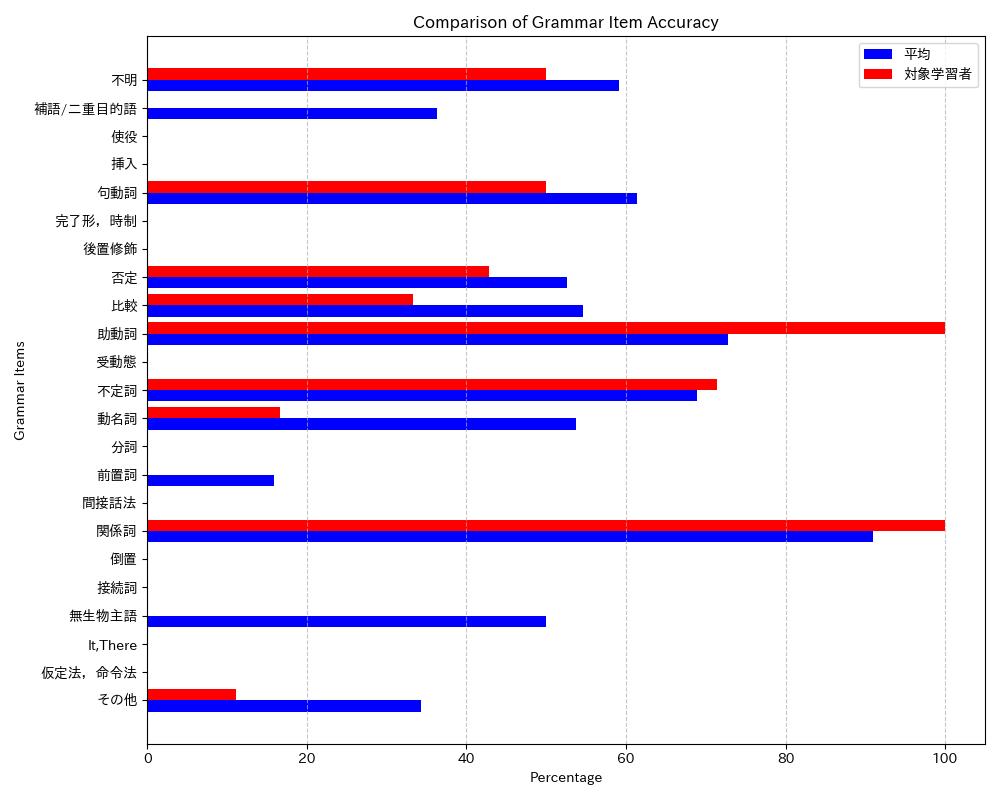 Comparison of Grammar Item Accuracy
平均
対象学習者
不明
補語/二重目的語
使役
挿入
句動詞
完了形，時制
後置修飾
否定
比較
助動詞
受動態
不定詞
動名詞
分詞
前置詞
間接話法
関係詞
倒置
接続詞
無生物主語
It,There
仮定法，命令法
その他
Grammar Items
0 20 40 60 80 100
Percentage